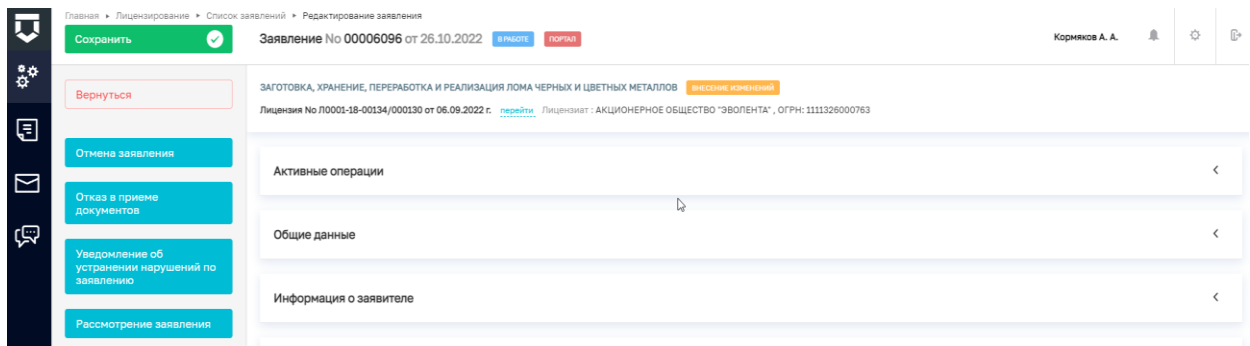 Главная ▸ Лицензирование ▸ Список заявлений ▸ Редактирование заявления
Сохранить
Заявление No 00006096 от 26.10.2022 В РАБОТЕ ПОРТАЛ
Кормяков А. А.
Вернуться
ЗАГОТОВКА, ХРАНЕНИЕ, ПЕРЕРАБОТКА И РЕАЛИЗАЦИЯ ЛОМА ЧЕРНЫХ И ЦВЕТНЫХ МЕТАЛЛОВ ВНЕСЕНИЕ ИЗМЕНЕНИЙ
Лицензия No Л0001-18-00134/000130 от 06.09.2022 г. перейти Лицензиат : АКЦИОНЕРНОЕ ОБЩЕСТВО "ЭВОЛЕНТА" , ОГРН: 1111326000763
Отмена заявления
Отказ в приеме
документов
Уведомление об
устранении нарушений по
заявлению
Рассмотрение заявления
Активные операции
Общие данные
Информация о заявителе